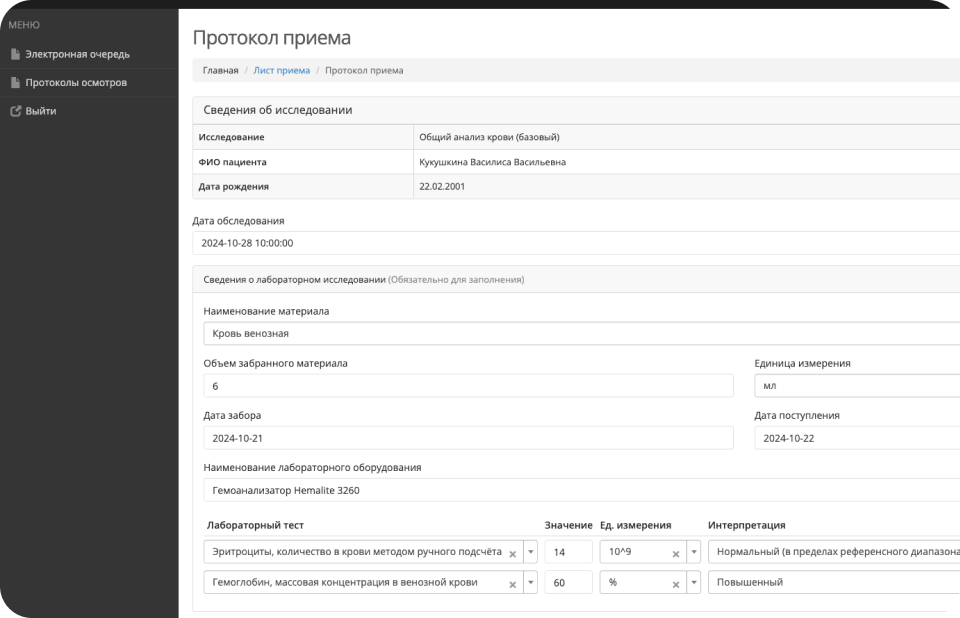 МЕНЮ
Электронная очередь
Протоколы осмотров
Выйти
Протокол приема
Главная / Лист приема / Протокол приема
Сведения об исследовании
Исследование Общий анализ крови (базовый)
ФИО пациента Кукушкина Василиса Васильевна
Дата рождения 22.02.2001
Дата обследования
2024-10-28 10:00:00
Сведения о лабораторном исследовании (Обязательно для заполнения)
Наименование материала
Кровь венозная
Объем забранного материала Единица измерения
6 мл
Дата забора Дата поступления
2024-10-21 2024-10-22
Наименование лабораторного оборудования
Гемоанализатор Hemalite 3260
Лабораторный тест Значение Ед. измерения Интерпретация
Эритроциты, количество в крови методом ручного подсчёта × 14 10^9 × Нормальный (в пределах референсного диапазона
Гемоглобин, массовая концентрация в венозной крови × 60 % × Повышенный